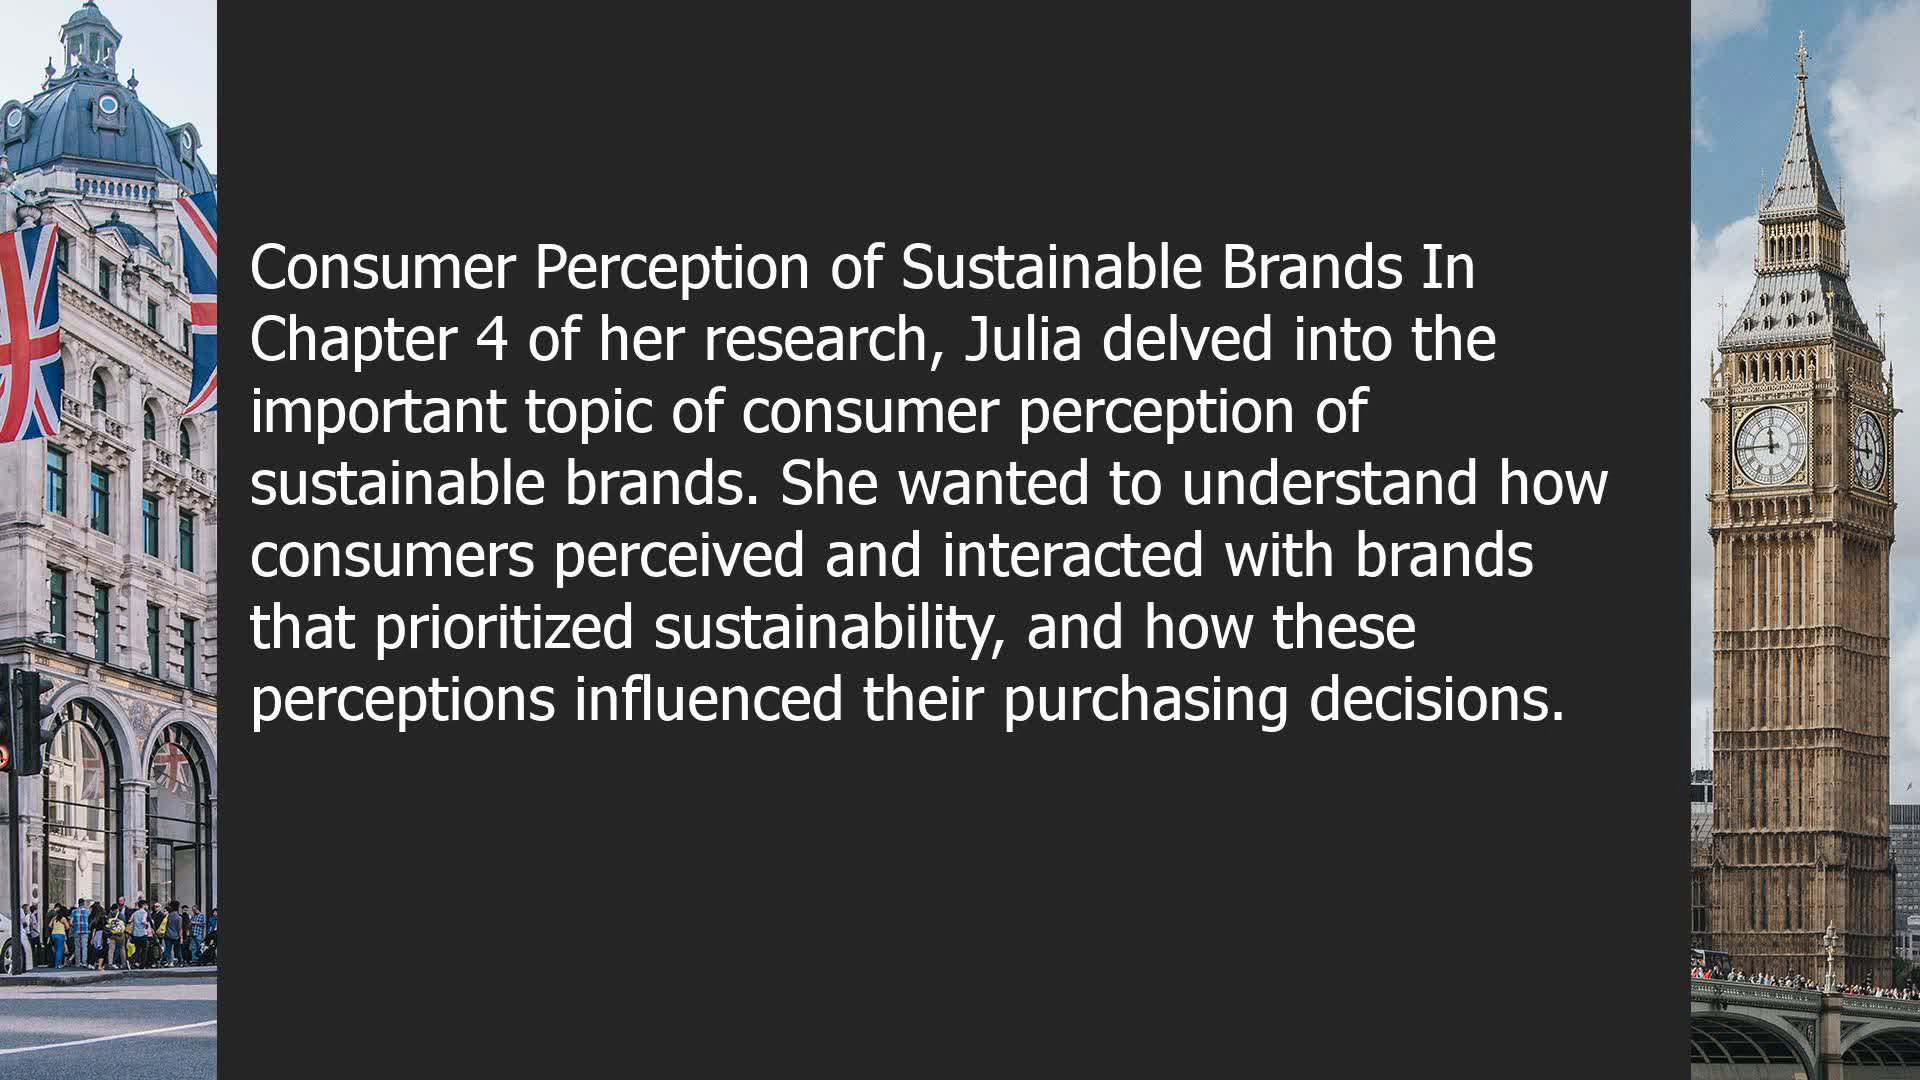 Consumer Perception of Sustainable Brands In
Chapter 4 of her research, Julia delved into the
important topic of consumer perception of
sustainable brands. She wanted to understand how
consumers perceived and interacted with brands
that prioritized sustainability, and how these
perceptions influenced their purchasing decisions.